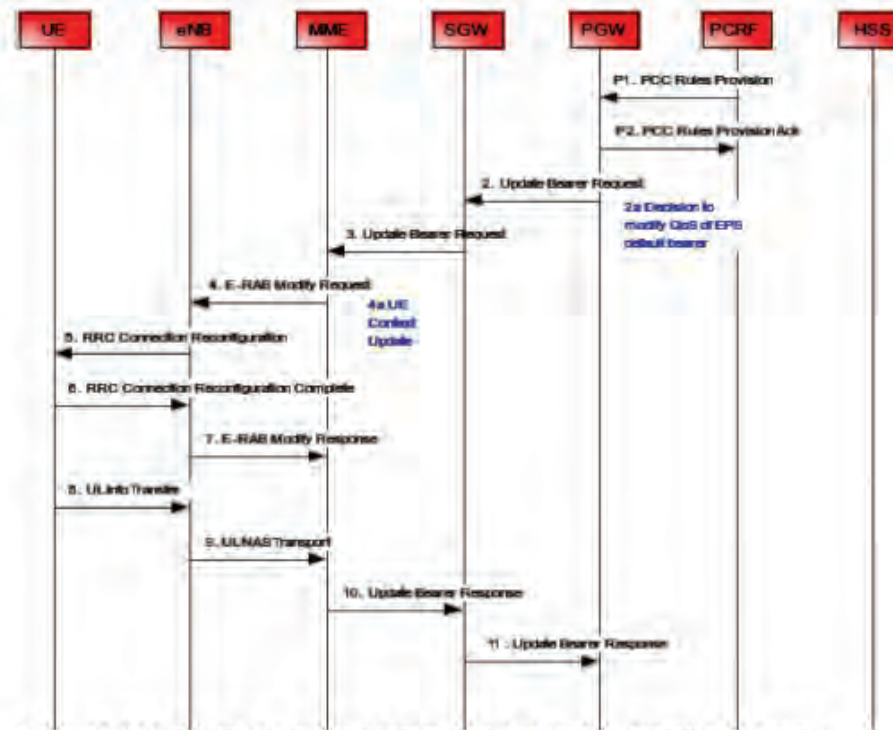 UE eNB MME SGW PGW PCRF HSS
P1. PCC Rules Provision
P2. PCC Rules Provision Ack
2. Update Bearer Request
2a Decision to
modify QoS of EPS
default bearer
3. Update Bearer Request
4. E-RAB Modify Request
4a UE
Context
Update
5. RRC Connection Reconfiguration
6. RRC Connection Reconfiguration Complete
7. E-RAB Modify Response
8. UL Info Transfer
9. UL NAS Transport
10. Update Bearer Response
11. Update Bearer Response